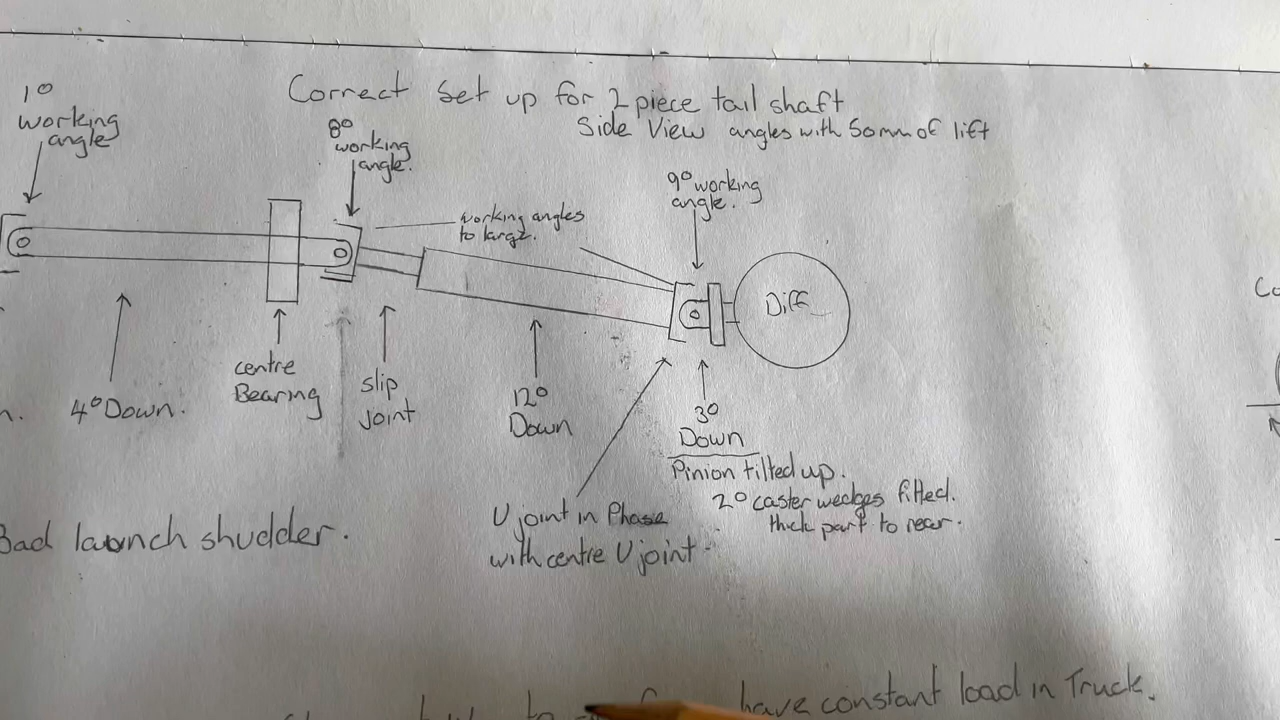 Correct Set up for 2 piece tail shaft
Side View angles with 50mm of lift
1°
working
angle
8°
working
angle.
working angles
to large.
9° working
angle.
Diff
4° Down.
centre
Bearing
slip
joint
12°
Down
3°
Down
Pinion tilted up.
2° caster wedges fitted.
thick part to rear.
U joint in Phase
with centre U joint
Bad launch shudder.
have constant load in Truck.